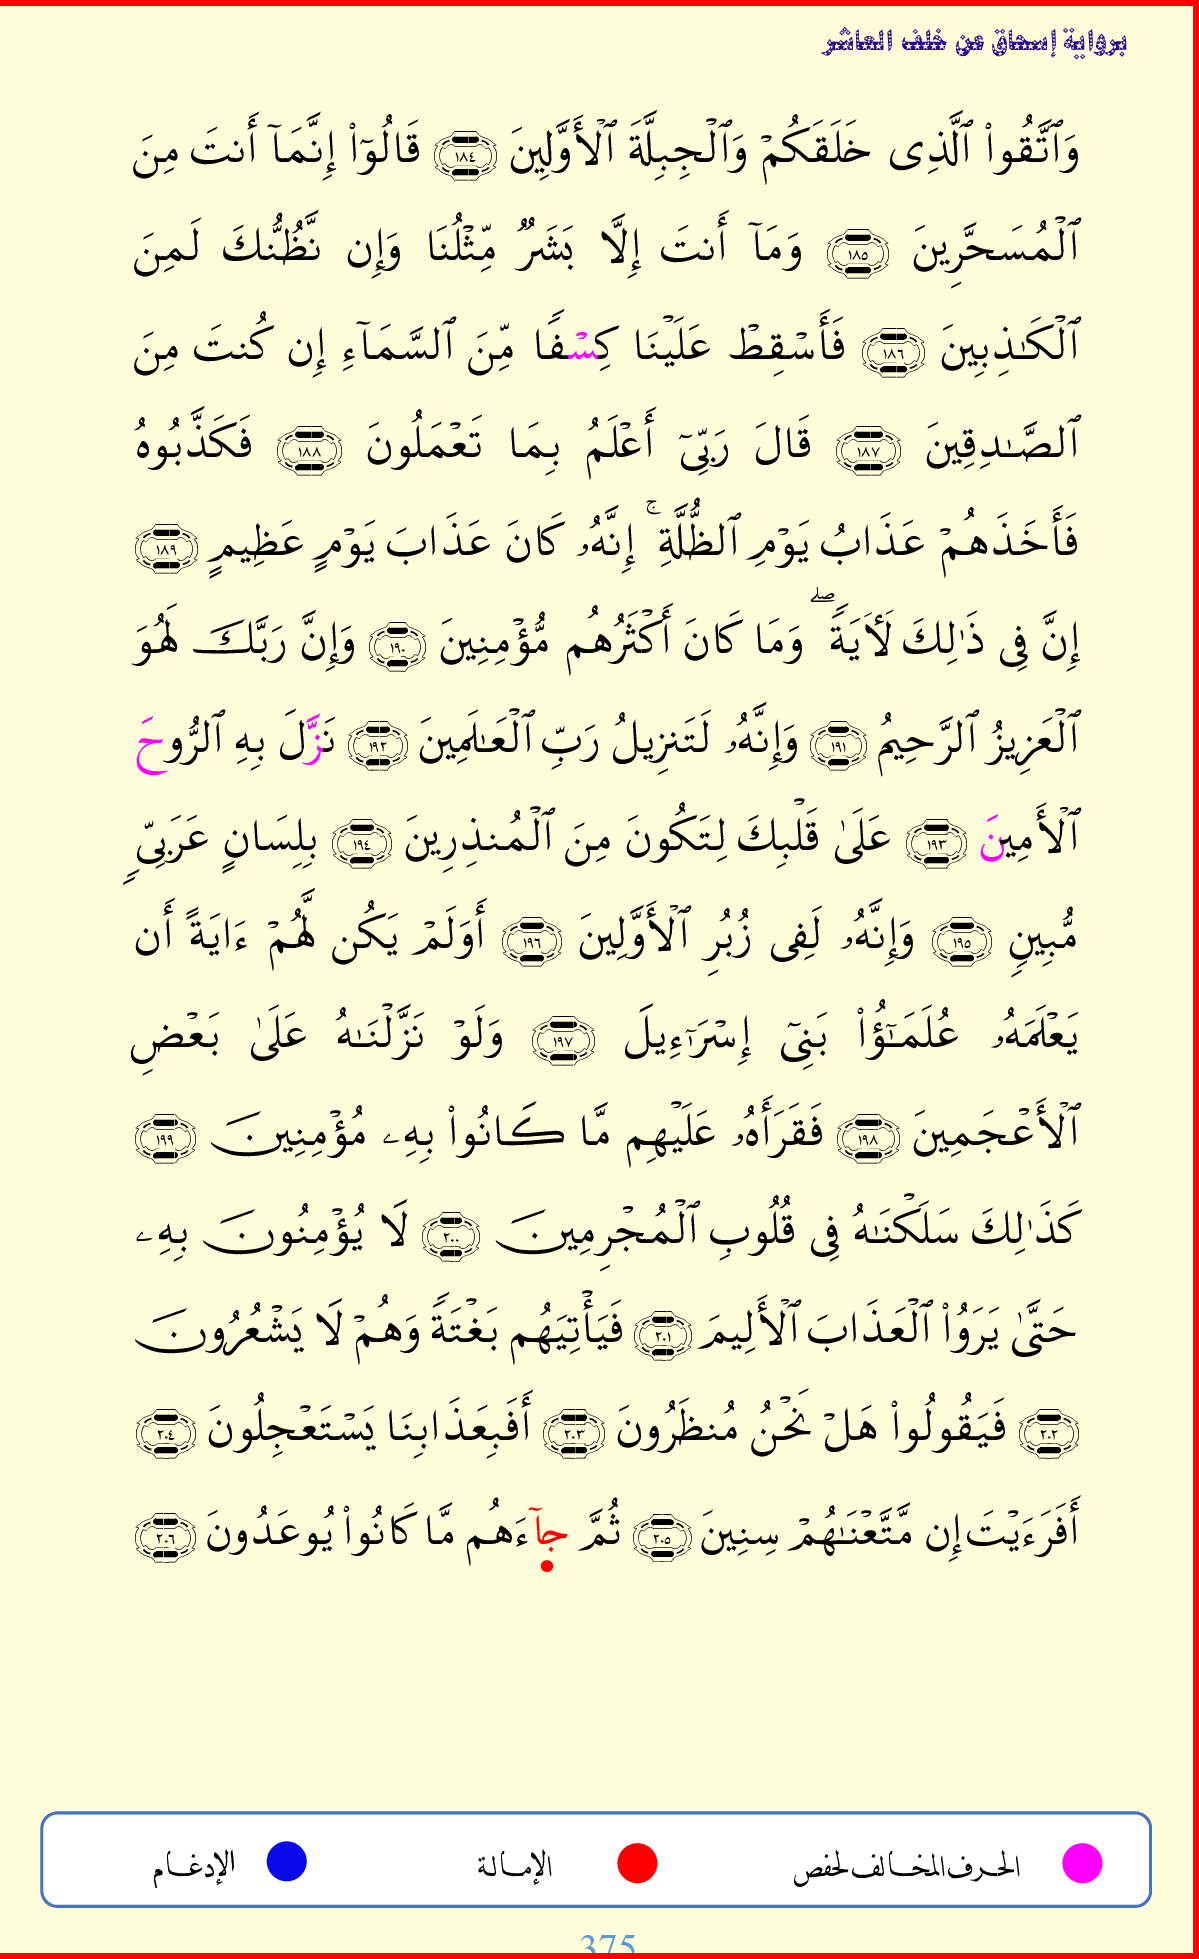 برواية إسحاق عن خلف العاشر
وَٱتَّقُواْ ٱلَّذِى خَلَقَكُمْ وَٱلْجِبِلَّةَ ٱلْأَوَّلِينَ ١٨٤ قَالُوٓاْ إِنَّمَآ أَنتَ مِنَ
ٱلْمُسَحَّرِينَ ١٨٥ وَمَآ أَنتَ إِلَّا بَشَرٌ مِّثْلُنَا وَإِن نَّظُنُّكَ لَمِنَ
ٱلْكَـٰذِبِينَ ١٨٦ فَأَسْقِطْ عَلَيْنَا كِسْفًا مِّنَ ٱلسَّمَآءِ إِن كُنتَ مِنَ
ٱلصَّـٰدِقِينَ ١٨٧ قَالَ رَبِّىٓ أَعْلَمُ بِمَا تَعْمَلُونَ ١٨٨ فَكَذَّبُوهُ
فَأَخَذَهُمْ عَذَابُ يَوْمِ ٱلظُّلَّةِ ۚ إِنَّهُۥ كَانَ عَذَابَ يَوْمٍ عَظِيمٍ ١٨٩
إِنَّ فِى ذَٰلِكَ لَأَيَةً ۖ وَمَا كَانَ أَكْثَرُهُم مُّؤْمِنِينَ ١٩٠ وَإِنَّ رَبَّكَ لَهُوَ
ٱلْعَزِيزُ ٱلرَّحِيمُ ١٩١ وَإِنَّهُۥ لَتَنزِيلُ رَبِّ ٱلْعَـٰلَمِينَ ١٩٢ نَزَّلَ بِهِ ٱلرُّوحَ
ٱلْأَمِينَ ١٩٣ عَلَىٰ قَلْبِكَ لِتَكُونَ مِنَ ٱلْمُنذِرِينَ ١٩٤ بِلِسَانٍ عَرَبِىٍّ
مُّبِينٍ ١٩٥ وَإِنَّهُۥ لَفِى زُبُرِ ٱلْأَوَّلِينَ ١٩٦ أَوَلَمْ يَكُن لَّهُمْ ءَايَةً أَن
يَعْلَمَهُۥ عُلَمَـٰٓؤُاْ بَنِىٓ إِسْرَٰٓءِيلَ ١٩٧ وَلَوْ نَزَّلْنَـٰهُ عَلَىٰ بَعْضِ
ٱلْأَعْجَمِينَ ١٩٨ فَقَرَأَهُۥ عَلَيْهِم مَّا كَانُواْ بِهِۦ مُؤْمِنِينَ ١٩٩
كَذَٰلِكَ سَلَكْنَـٰهُ فِى قُلُوبِ ٱلْمُجْرِمِينَ ٢٠٠ لَا يُؤْمِنُونَ بِهِۦ
حَتَّىٰ يَرَوُاْ ٱلْعَذَابَ ٱلْأَلِيمَ ٢٠١ فَيَأْتِيَهُم بَغْتَةً وَهُمْ لَا يَشْعُرُونَ
٢٠٢ فَيَقُولُواْ هَلْ نَحْنُ مُنظَرُونَ ٢٠٣ أَفَبِعَذَابِنَا يَسْتَعْجِلُونَ ٢٠٤
أَفَرَءَيْتَ إِن مَّتَّعْنَـٰهُمْ سِنِينَ ٢٠٥ ثُمَّ جَآءَهُم مَّا كَانُواْ يُوعَدُونَ ٢٠٦
الحرف المخالف لحفص الإمالة الإدغام
375